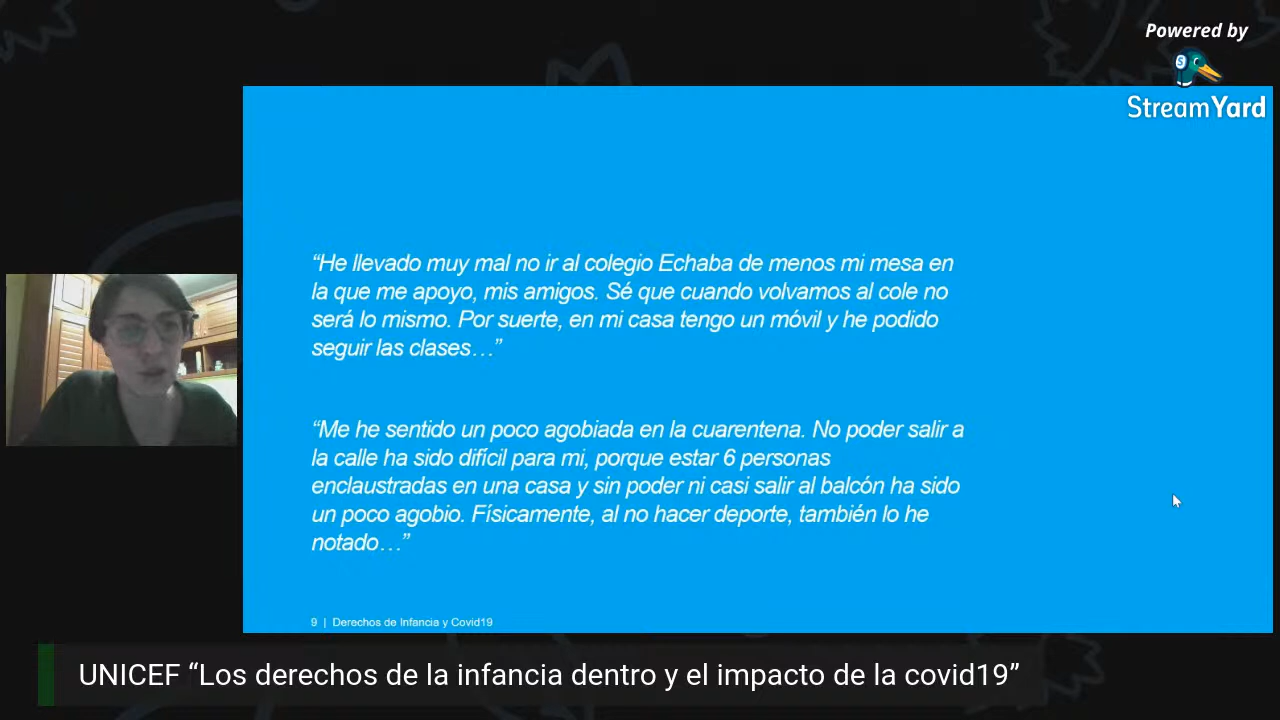 Powered by
StreamYard
“He llevado muy mal no ir al colegio Echaba de menos mi mesa en
la que me apoyo, mis amigos. Sé que cuando volvamos al cole no
será lo mismo. Por suerte, en mi casa tengo un móvil y he podido
seguir las clases…”
“Me he sentido un poco agobiada en la cuarentena. No poder salir a
la calle ha sido difícil para mi, porque estar 6 personas
enclaustradas en una casa y sin poder ni casi salir al balcón ha sido
un poco agobio. Físicamente, al no hacer deporte, también lo he
notado…”
9 | Derechos de Infancia y Covid19
UNICEF “Los derechos de la infancia dentro y el impacto de la covid19”